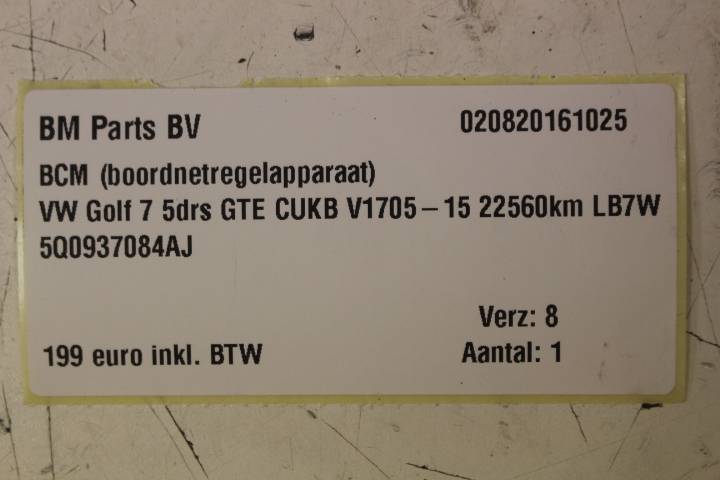 BM Parts BV 020820161025
BCM (boordnetregelapparaat)
VW Golf 7 5drs GTE CUKB V1705-15 22560km LB7W
5Q0937084AJ
Verz: 8
199 euro inkl. BTW Aantal: 1